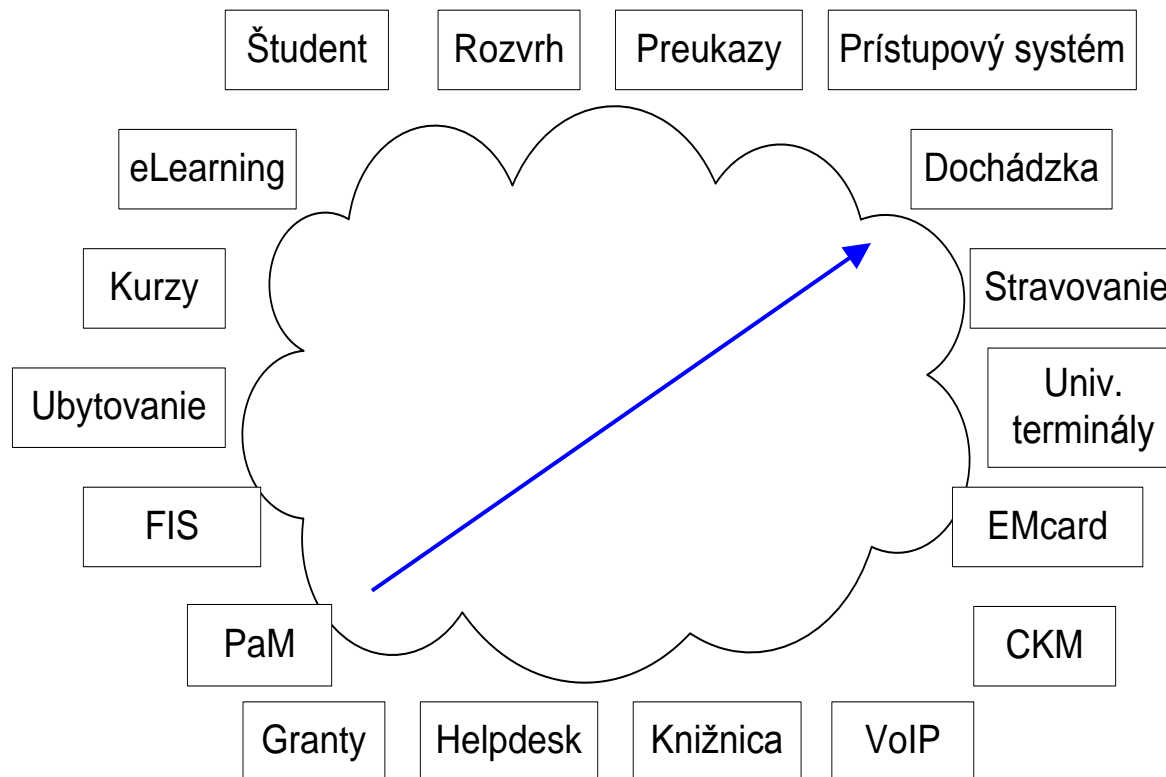 Študent
Rozvrh
Preukazy
Prístupový systém
eLearning
Dochádzka
Kurzy
Stravovanie
Ubytovanie
Univ.
terminály
FIS
EMcard
PaM
CKM
Granty
Helpdesk
Knižnica
VoIP